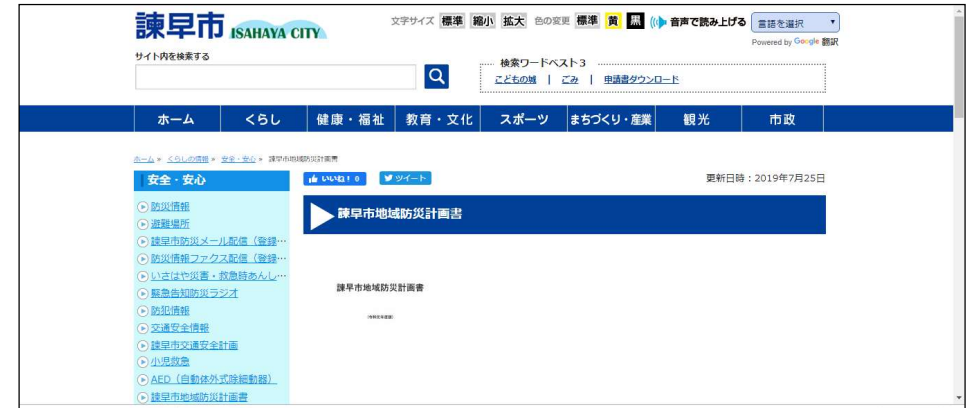 諫早市 ISAHAYA CITY
文字サイズ 標準 縮小 拡大 色の変更 標準 黄 黒 音声で読み上げる 言語を選択
Powered by Google 翻訳
サイト内を検索する
検索ワードベスト3
こどもの城 | ごみ | 申請書ダウンロード
ホーム くらし 健康・福祉 教育・文化 スポーツ まちづくり・産業 観光 市政
ホーム » くらしの情報 » 安全・安心 » 諫早市地域防災計画書
安全・安心
いいね! 0 ツイート
更新日時:2019年7月25日
諫早市地域防災計画書
防災情報
避難場所
諫早市防災メール配信(登録…
防災情報ファクス配信(登録…
いさはや災害・救急時あんし…
緊急告知防災ラジオ
防犯情報
交通安全情報
諫早市交通安全計画
小児救急
AED(自動体外式除細動器)
諫早市地域防災計画書
諫早市地域防災計画書